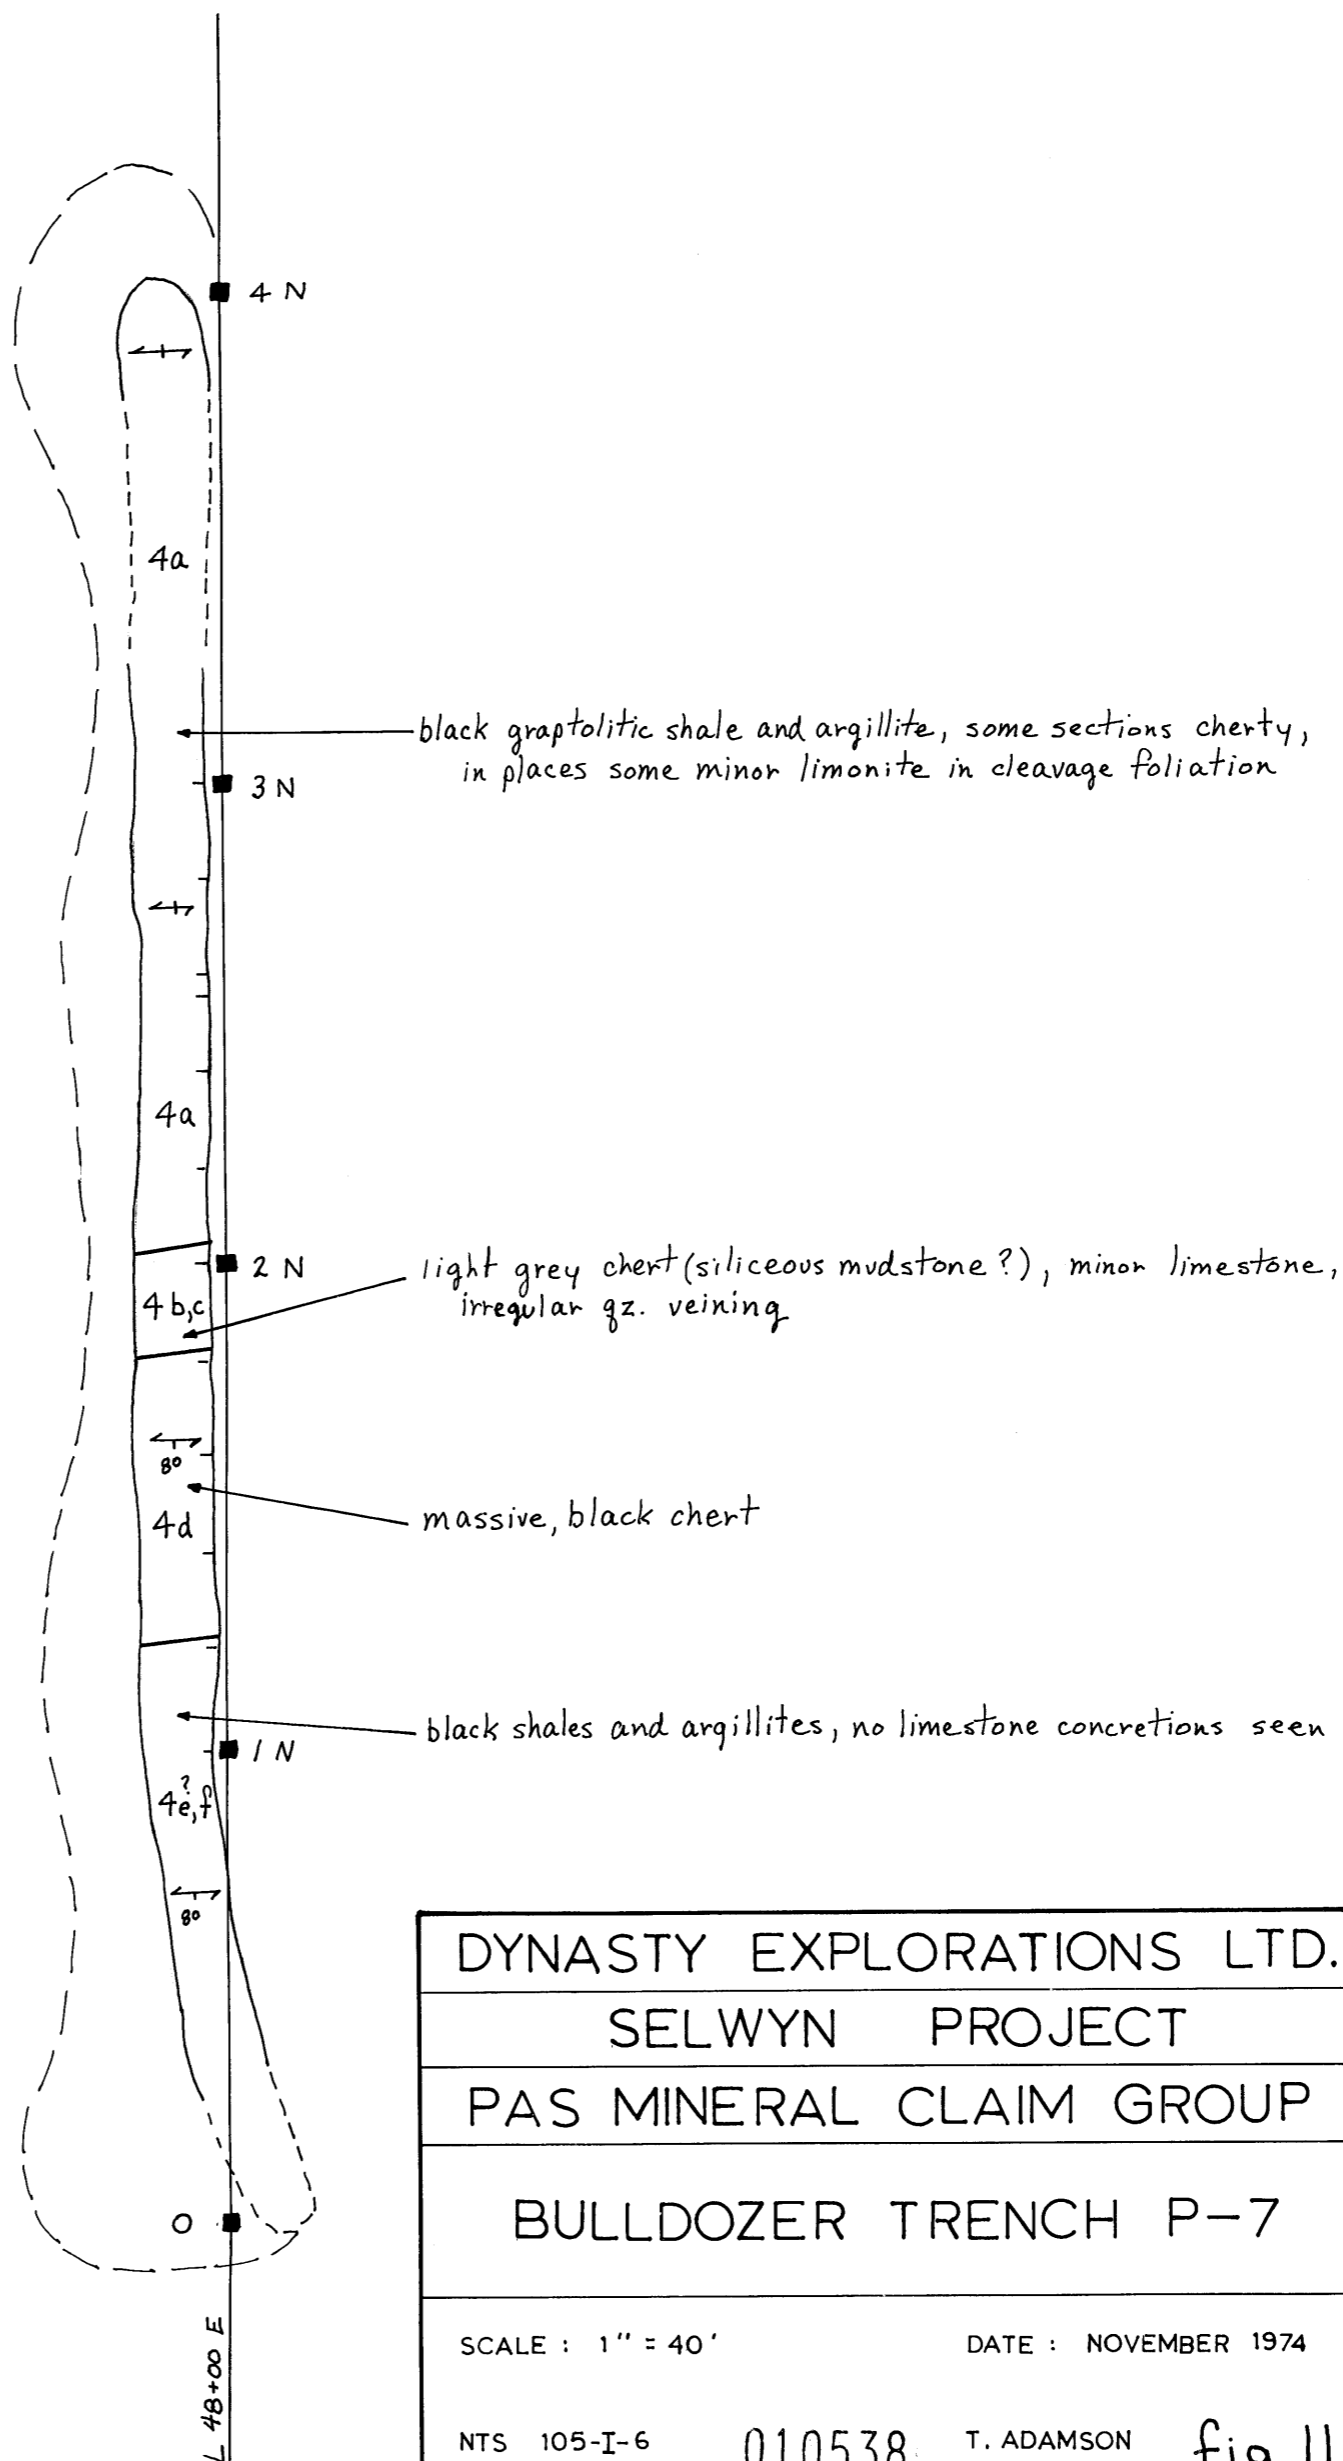 4 N
4a
black graptolitic shale and argillite, some sections cherty,
in places some minor limonite in cleavage foliation
3 N
4a
light grey chert (siliceous mudstone ?), minor limestone,
irregular qz. veining
2 N
4 b,c
80
massive, black chert
4d
black shales and argillites, no limestone concretions seen
1 N
?
4e,f
80
DYNASTY EXPLORATIONS LTD.
SELWYN PROJECT
PAS MINERAL CLAIM GROUP
BULLDOZER TRENCH P-7
O
L 48+00 E
SCALE : 1" = 40'
DATE : NOVEMBER 1974
NTS 105-I-6
010538
T. ADAMSON
fig 11